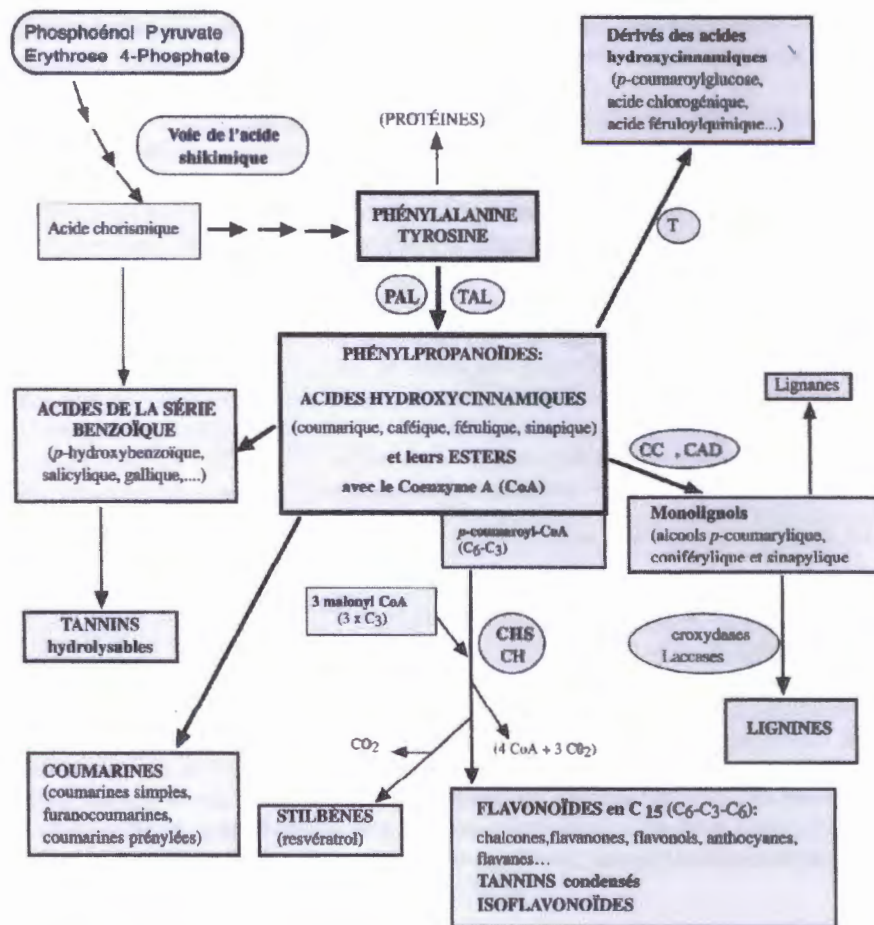 Phosphoénol Pyruvate
Erythrose 4-Phosphate
Voie de l'acide
shikimique
(PROTÉINES)
Dérivés des acides
hydroxycinnamiques
(p-coumaroylglucose,
acide chlorogénique,
acide féruloylquinique...)
Acide chorismique
PHÉNYLALANINE
TYROSINE
T
PAL
TAL
PHÉNYLPROPANOÏDES:
ACIDES HYDROXYCINNAMIQUES
(coumarique, caféique, férulique, sinapique)
et leurs ESTERS
avec le Coenzyme A (CoA)
p-coumaroyl-CoA
(C6-C3)
ACIDES DE LA SÉRIE
BENZOÏQUE
(p-hydroxybenzoïque,
salicylique, gallique,....)
Lignanes
CC , CAD
Monolignols
(alcools p-coumarylique,
coniférylique et sinapylique
TANNINS
hydrolysables
3 malonyl CoA
(3 x C3)
CHS
CH
croxydases
Laccases
LIGNINES
CO2
(4 CoA + 3 CO2)
COUMARINES
(coumarines simples,
furanocoumarines,
coumarines prénylées)
STILBÈNES
(resvératrol)
FLAVONOÏDES en C 15 (C6-C3-C6):
chalcones,flavanones, flavonols, anthocyanes,
flavanes...
TANNINS condensés
ISOFLAVONOÏDES